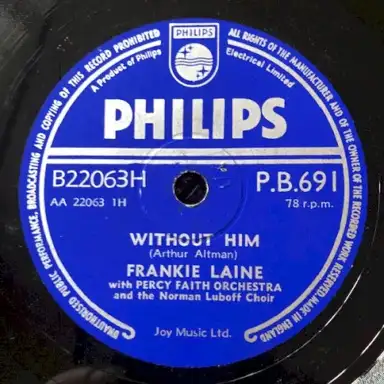 PHILIPS
A Product of Philips Electrical Limited
PHILIPS
B22063H
P.B.691
AA 22063 1H
78 r.p.m.
WITHOUT HIM
(Arthur Altman)
FRANKIE LAINE
with PERCY FAITH ORCHESTRA
and the Norman Luboff Choir
Joy Music Ltd.
ALL RIGHTS OF THE MANUFACTURER AND OF THE OWNER OF THE RECORDED WORK RESERVED. MADE IN ENGLAND
UNAUTHORISED PUBLIC PERFORMANCE, BROADCASTING AND COPYING OF THIS RECORD PROHIBITED